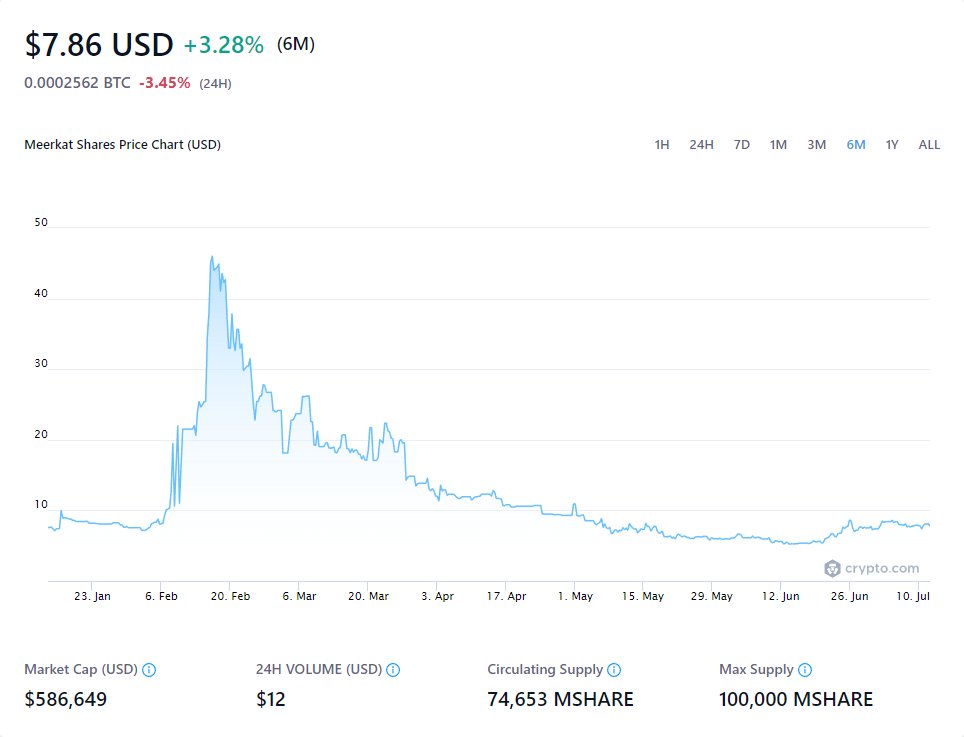 $7.86 USD +3.28% (6M)
0.0002562 BTC -3.45% (24H)
Meerkat Shares Price Chart (USD) 1H 24H 7D 1M 3M 6M 1Y ALL
50
40
30
20
10
crypto.com
23. Jan 6. Feb 20. Feb 6. Mar 20. Mar 3. Apr 17. Apr 1. May 15. May 29. May 12. Jun 26. Jun 10. Jul
Market Cap (USD) 24H VOLUME (USD) Circulating Supply Max Supply
$586,649 $12 74,653 MSHARE 100,000 MSHARE